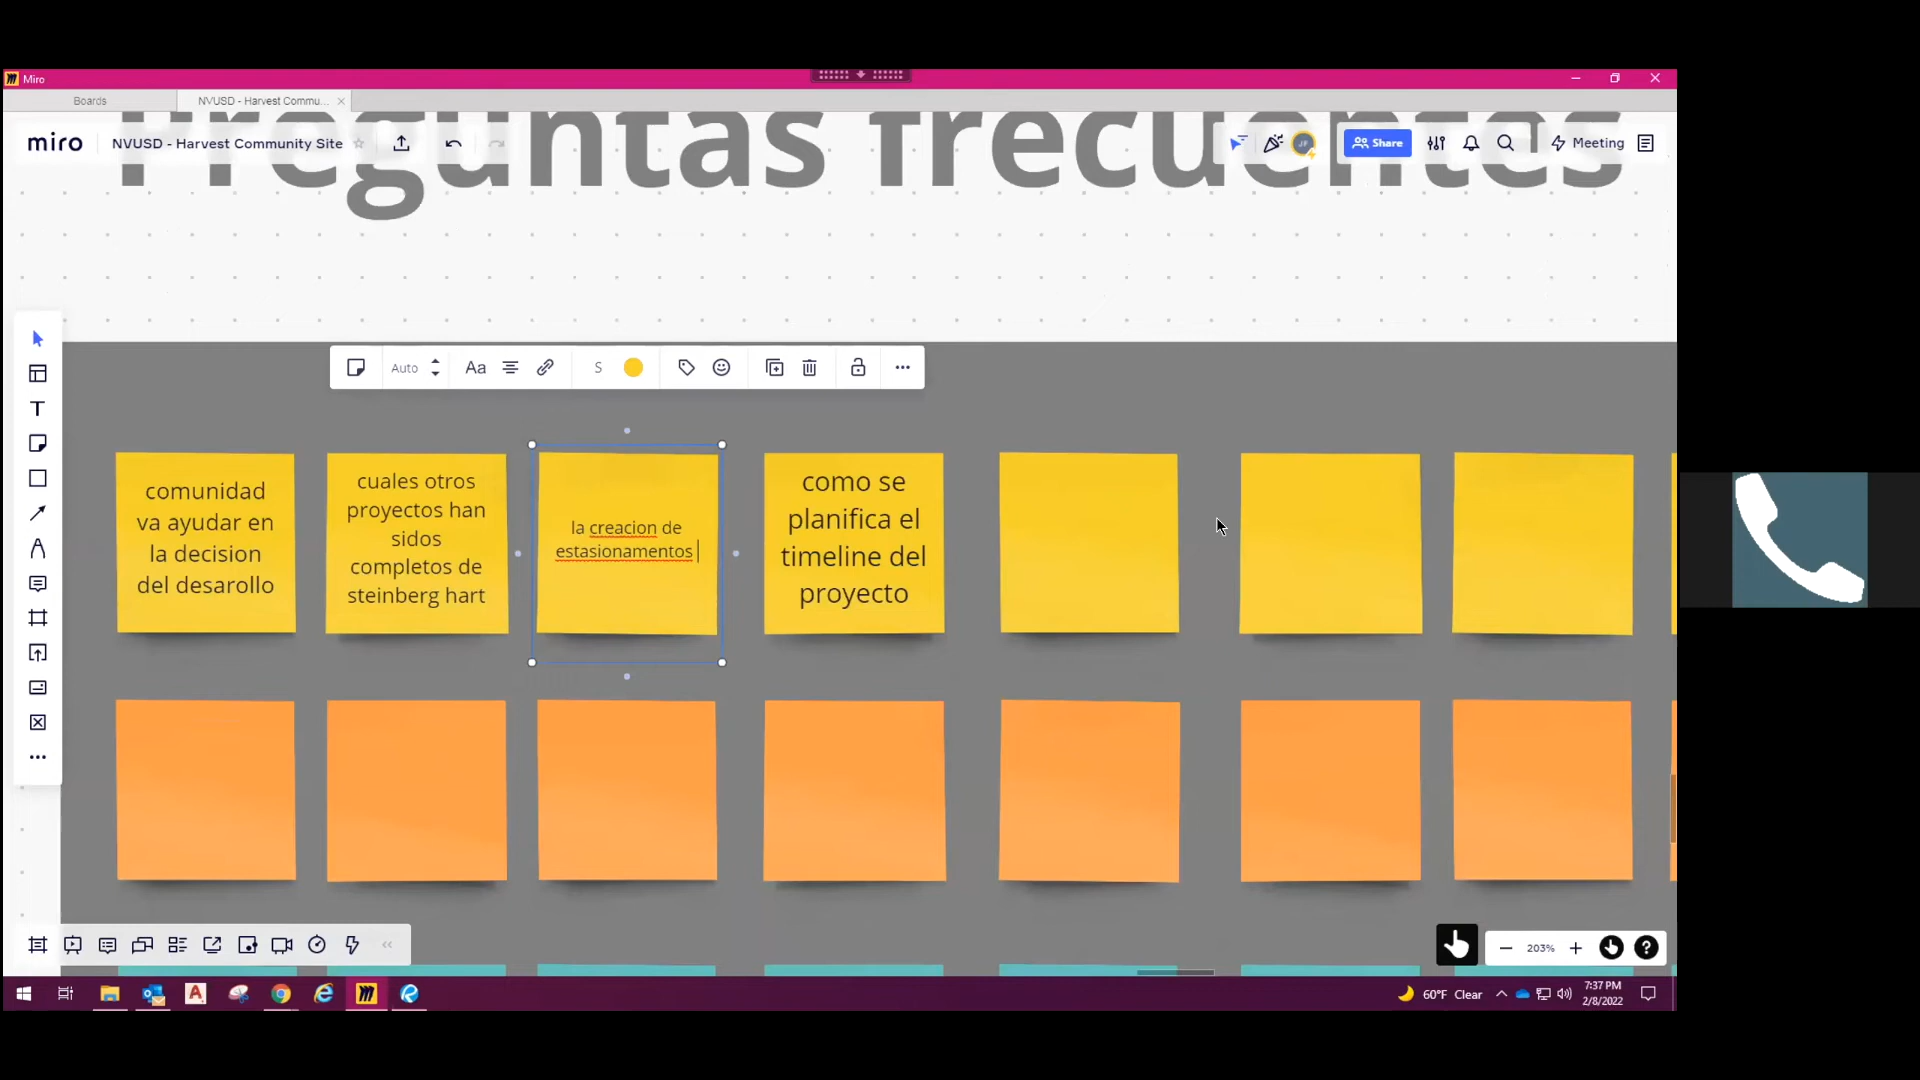 Miro
Boards
NVUSD - Harvest Commu...
Preguntas frecuentes
miro
NVUSD - Harvest Community Site
JF
Share
Meeting
Auto
Aa
S
comunidad
va ayudar en
la decision
del desarollo
cuales otros
proyectos han
sidos
completos de
steinberg hart
la creacion de
estasionamentos
como se
planifica el
timeline del
proyecto
203%
60°F Clear
7:37 PM
2/8/2022